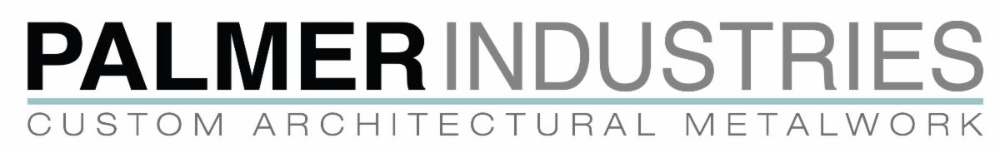 PALMER INDUSTRIES
CUSTOM ARCHITECTURAL METALWORK